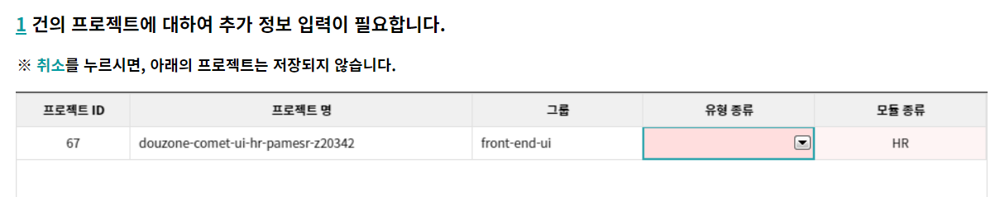 1 건의 프로젝트에 대하여 추가 정보 입력이 필요합니다.
※ 취소를 누르시면, 아래의 프로젝트는 저장되지 않습니다.
프로젝트 ID 프로젝트 명 그룹 유형 종류 모듈 종류
67 douzone-comet-ui-hr-pamesr-z20342 front-end-ui HR